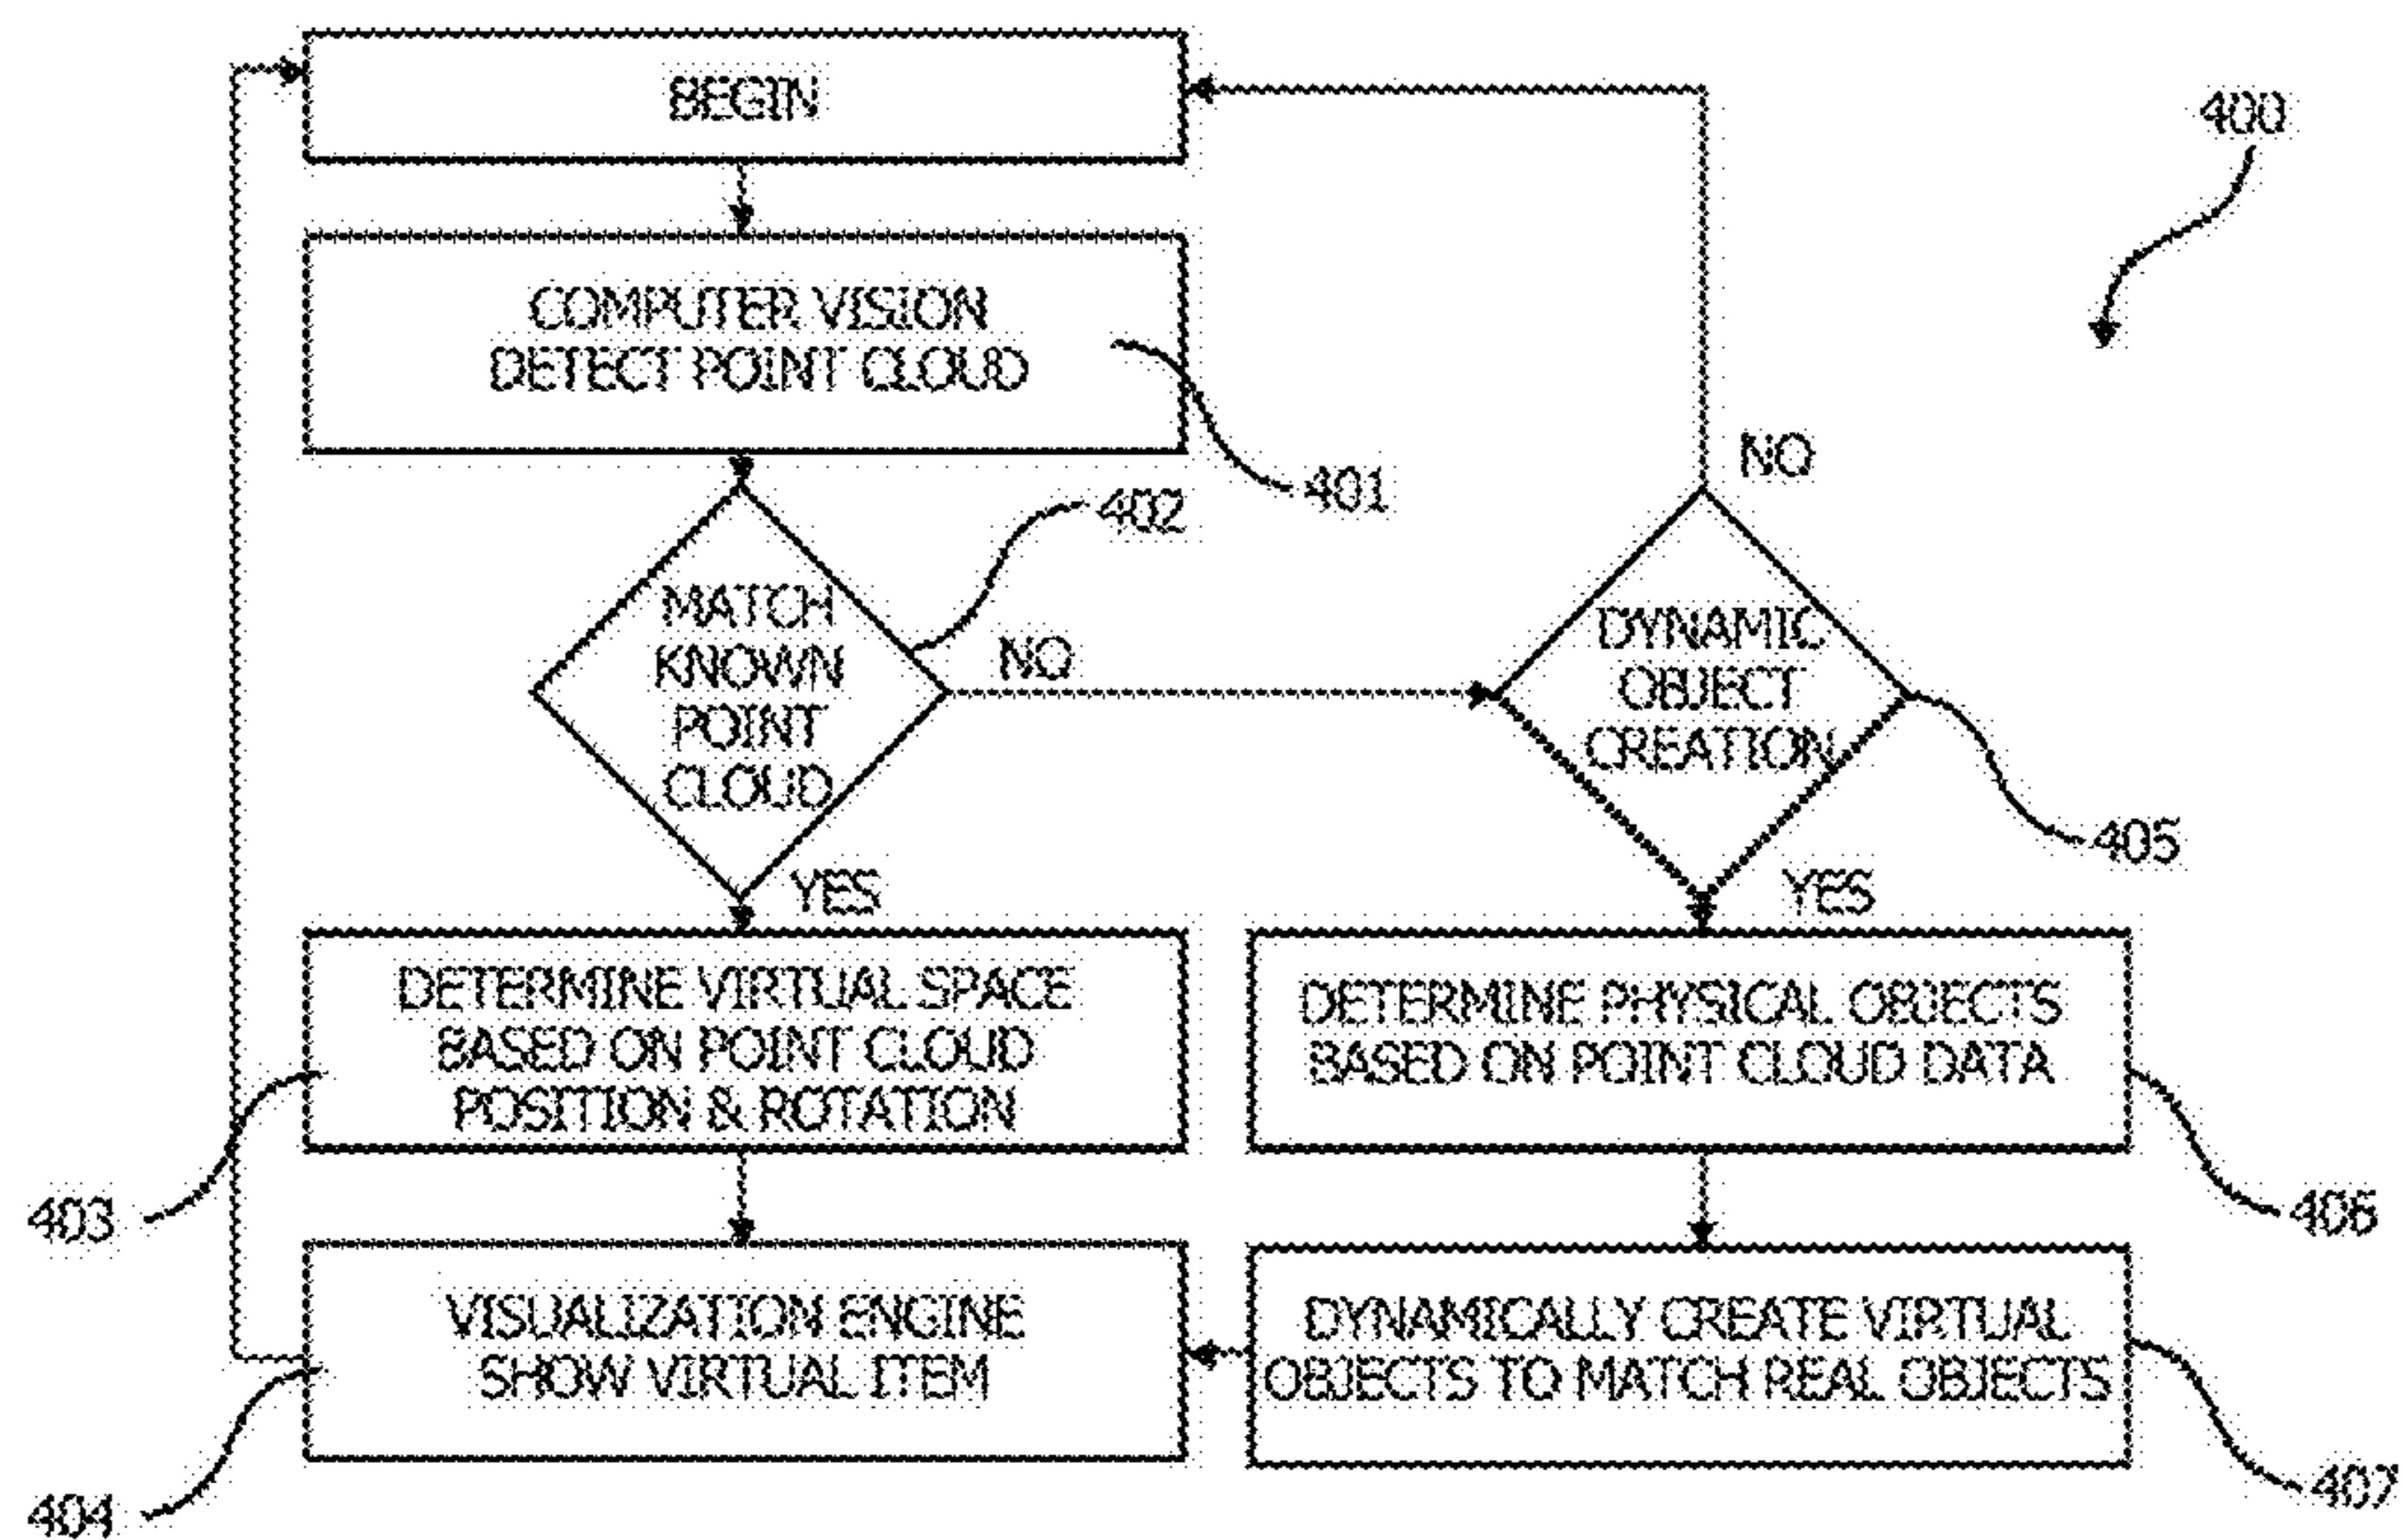 BEGIN
400
COMPUTER VISION
DETECT POINT CLOUD
401
402
MATCH
KNOWN
POINT
CLOUD
NO
YES
NO
DYNAMIC
OBJECT
CREATION
405
YES
DETERMINE VIRTUAL SPACE
BASED ON POINT CLOUD
POSITION & ROTATION
403
DETERMINE PHYSICAL OBJECTS
BASED ON POINT CLOUD DATA
406
VISUALIZATION ENGINE
SHOW VIRTUAL ITEM
404
DYNAMICALLY CREATE VIRTUAL
OBJECTS TO MATCH REAL OBJECTS
407